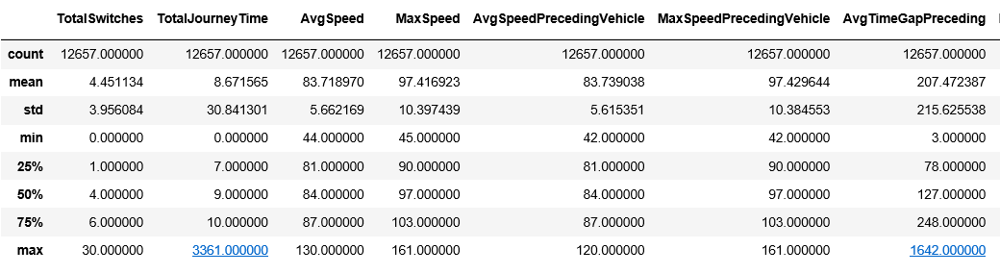 TotalSwitches TotalJourneyTime AvgSpeed MaxSpeed AvgSpeedPrecedingVehicle MaxSpeedPrecedingVehicle AvgTimeGapPreceding
count 12657.000000 12657.000000 12657.000000 12657.000000 12657.000000 12657.000000 12657.000000
mean 4.451134 8.671565 83.718970 97.416923 83.739038 97.429644 207.472387
std 3.956084 30.841301 5.662169 10.397439 5.615351 10.384553 215.625538
min 0.000000 0.000000 44.000000 45.000000 42.000000 42.000000 3.000000
25% 1.000000 7.000000 81.000000 90.000000 81.000000 90.000000 78.000000
50% 4.000000 9.000000 84.000000 97.000000 84.000000 97.000000 127.000000
75% 6.000000 10.000000 87.000000 103.000000 87.000000 103.000000 248.000000
max 30.000000 3361.000000 130.000000 161.000000 120.000000 161.000000 1642.000000